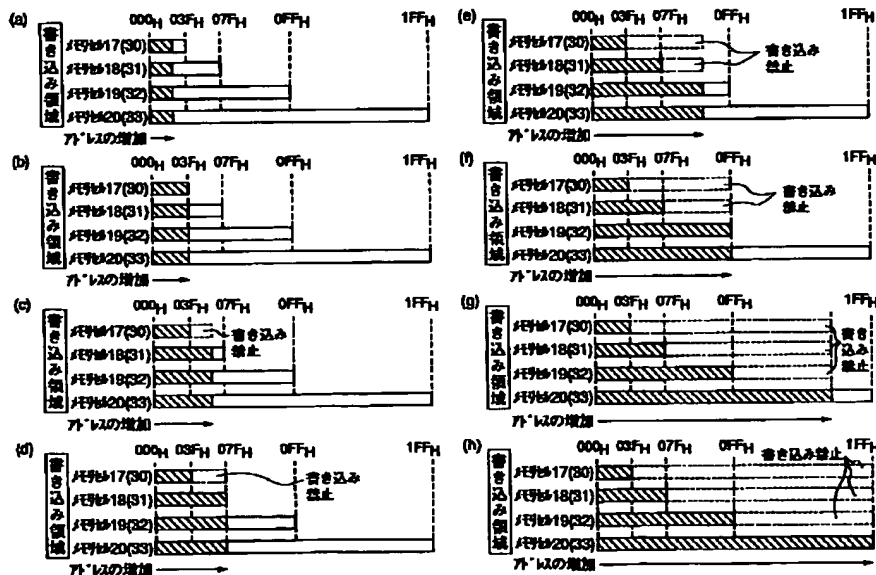 (a)
000H 03FH 07FH 0FFH 1FFH
書き込み領域
メモリセル17(30)
メモリセル18(31)
メモリセル19(32)
メモリセル20(33)
アドレスの増加
(b)
000H 03FH 07FH 0FFH 1FFH
書き込み領域
メモリセル17(30)
メモリセル18(31)
メモリセル19(32)
メモリセル20(33)
アドレスの増加
(c)
000H 03FH 07FH 0FFH 1FFH
書き込み領域
メモリセル17(30)
メモリセル18(31)
メモリセル19(32)
メモリセル20(33)
書き込み
禁止
アドレスの増加
(d)
000H 03FH 07FH 0FFH 1FFH
書き込み領域
メモリセル17(30)
メモリセル18(31)
メモリセル19(32)
メモリセル20(33)
書き込み
禁止
アドレスの増加
(e)
000H 03FH 07FH 0FFH 1FFH
書き込み領域
メモリセル17(30)
メモリセル18(31)
メモリセル19(32)
メモリセル20(33)
書き込み
禁止
アドレスの増加
(f)
000H 03FH 07FH 0FFH 1FFH
書き込み領域
メモリセル17(30)
メモリセル18(31)
メモリセル19(32)
メモリセル20(33)
書き込み
禁止
アドレスの増加
(g)
000H 03FH 07FH 0FFH 1FFH
書き込み領域
メモリセル17(30)
メモリセル18(31)
メモリセル19(32)
メモリセル20(33)
書き込み禁止
アドレスの増加
(h)
000H 03FH 07FH 0FFH 1FFH
書き込み領域
書き込み禁止
メモリセル17(30)
メモリセル18(31)
メモリセル19(32)
メモリセル20(33)
アドレスの増加